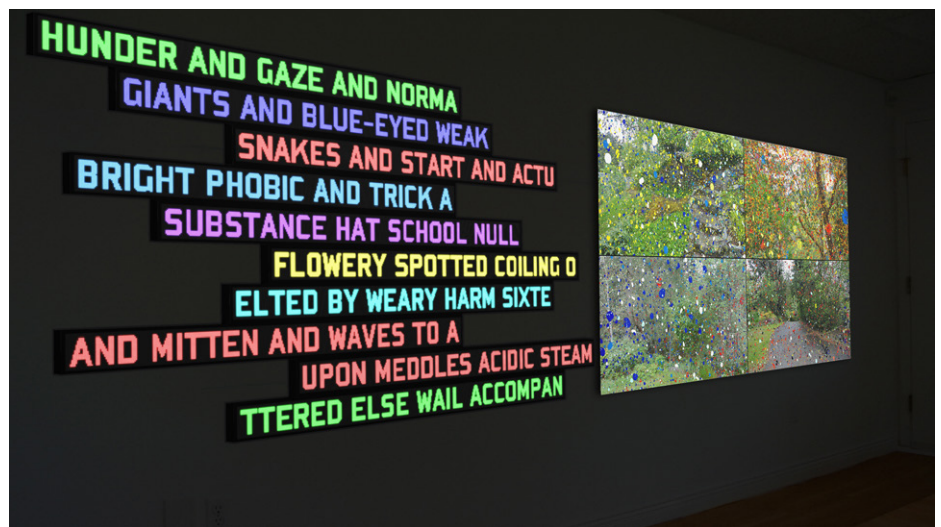 HUNDER AND GAZE AND NORMA
GIANTS AND BLUE-EYED WEAK
SNAKES AND START AND ACTU
BRIGHT PHOBIC AND TRICK A
SUBSTANCE HAT SCHOOL NULL
FLOWERY SPOTTED COILING O
ELTED BY WEARY HARM SIXTE
AND MITTEN AND WAVES TO A
UPON MEDDLES ACIDIC STEAM
TTERED ELSE WAIL ACCOMPAN